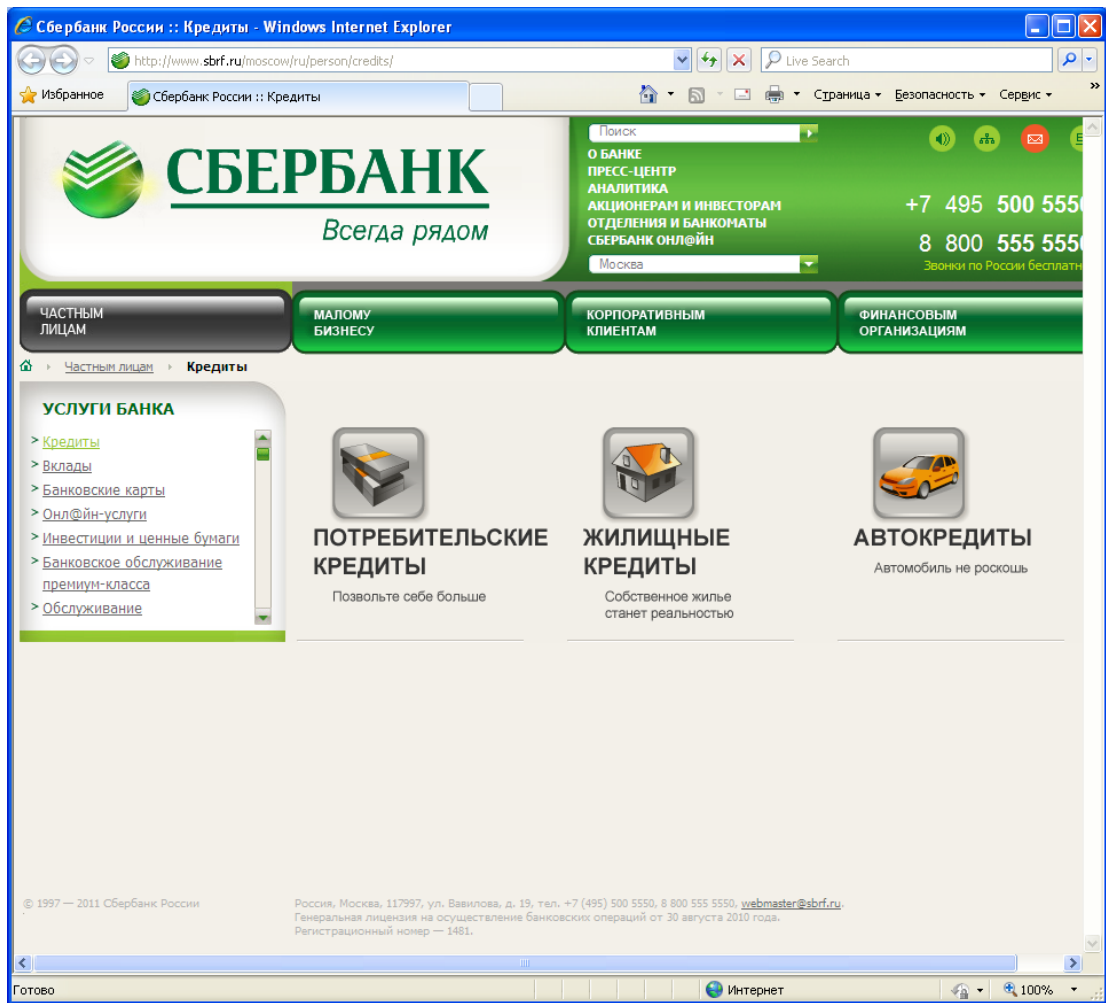 Сбербанк России :: Кредиты - Windows Internet Explorer
http://www.sbrf.ru/moscow/ru/person/credits/
Live Search
Избранное
Сбербанк России :: Кредиты
Страница
Безопасность
Сервис
»
СБЕРБАНК
Всегда рядом
Поиск
О БАНКЕ
ПРЕСС-ЦЕНТР
АНАЛИТИКА
АКЦИОНЕРАМ И ИНВЕСТОРАМ
ОТДЕЛЕНИЯ И БАНКОМАТЫ
СБЕРБАНК ОНЛ@ЙН
Москва
+7 495 500 5550
8 800 555 5550
Звонки по России бесплатн
ЧАСТНЫМ
ЛИЦАМ
МАЛОМУ
БИЗНЕСУ
КОРПОРАТИВНЫМ
КЛИЕНТАМ
ФИНАНСОВЫМ
ОРГАНИЗАЦИЯМ
Частным лицам
Кредиты
УСЛУГИ БАНКА
> Кредиты
> Вклады
> Банковские карты
> Онл@йн-услуги
> Инвестиции и ценные бумаги
> Банковское обслуживание
премиум-класса
> Обслуживание
ПОТРЕБИТЕЛЬСКИЕ
КРЕДИТЫ
Позвольте себе больше
ЖИЛИЩНЫЕ
КРЕДИТЫ
Собственное жилье
станет реальностью
АВТОКРЕДИТЫ
Автомобиль не роскошь
© 1997 — 2011 Сбербанк России
Россия, Москва, 117997, ул. Вавилова, д. 19, тел. +7 (495) 500 5550, 8 800 555 5550, webmaster@sbrf.ru.
Генеральная лицензия на осуществление банковских операций от 30 августа 2010 года.
Регистрационный номер — 1481.
Готово
Интернет
100%